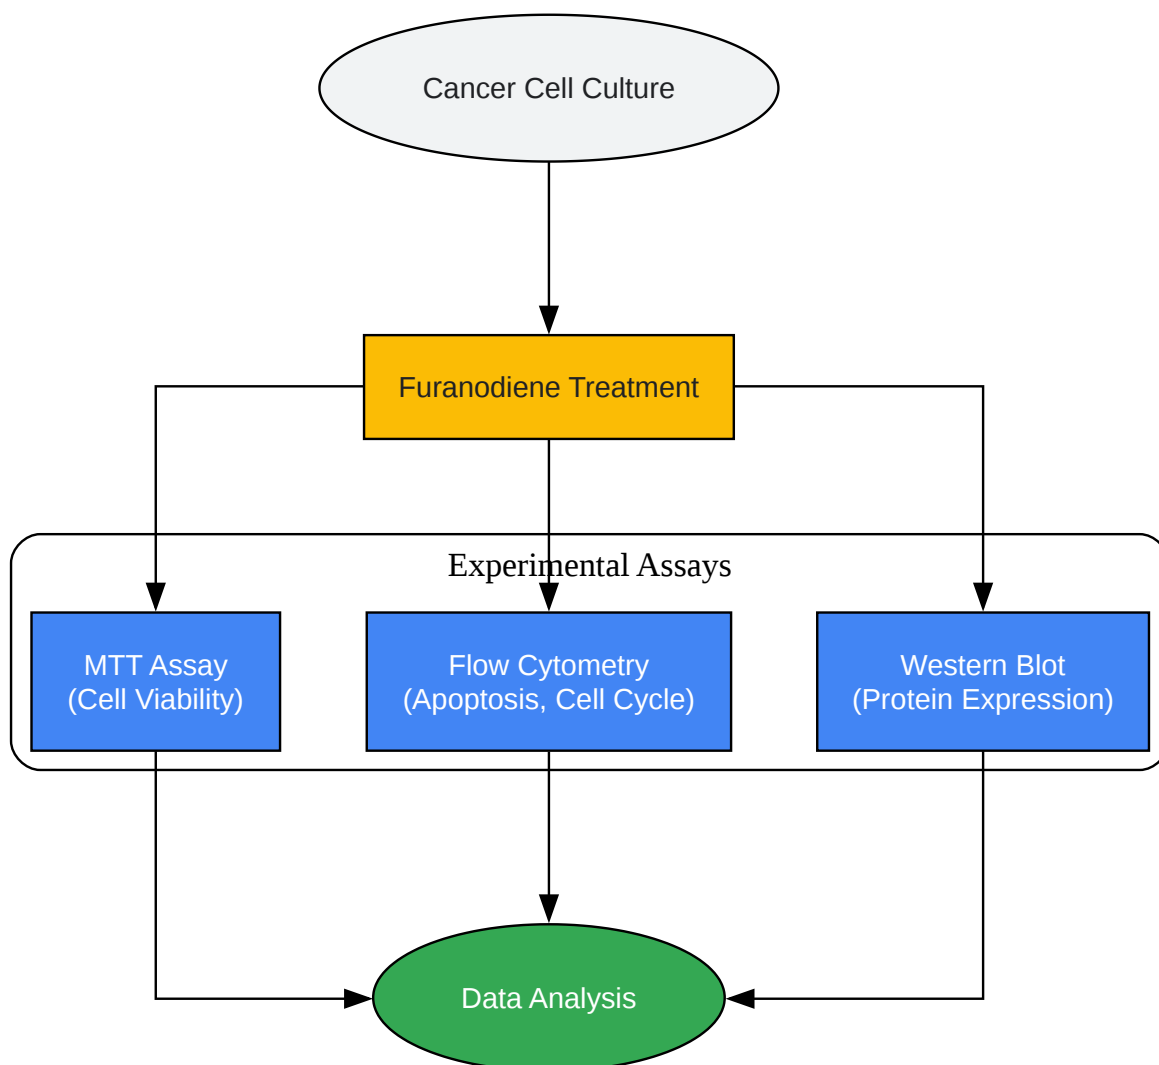 Cancer Cell Culture
Furanodiene Treatment
Experimental Assays
MTT Assay
(Cell Viability)
Flow Cytometry
(Apoptosis, Cell Cycle)
Western Blot
(Protein Expression)
Data Analysis